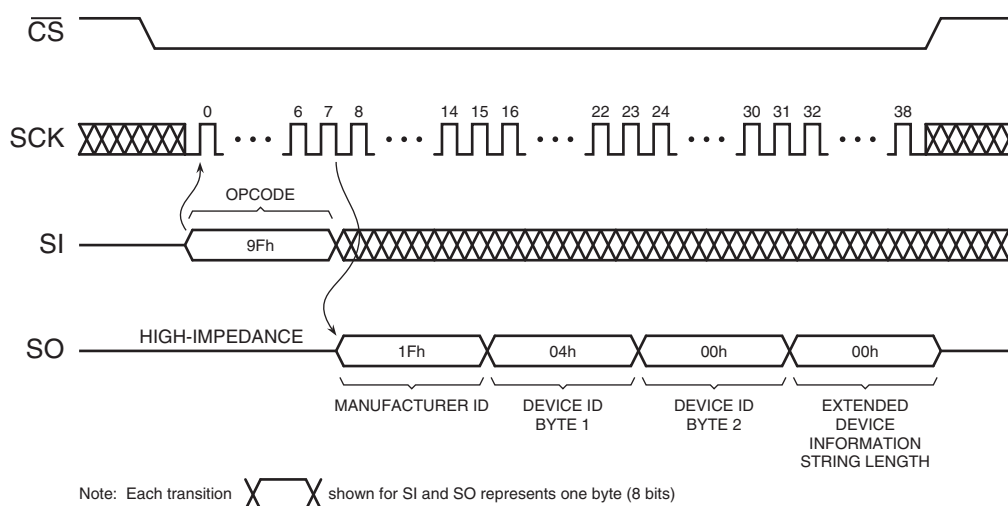 CS
0 6 7 8 14 15 16 22 23 24 30 31 32 38
SCK
OPCODE
SI
9Fh
HIGH-IMPEDANCE
SO
1Fh 04h 00h 00h
MANUFACTURER ID
DEVICE ID
BYTE 1
DEVICE ID
BYTE 2
EXTENDED
DEVICE
INFORMATION
STRING LENGTH
Note: Each transition shown for SI and SO represents one byte (8 bits)